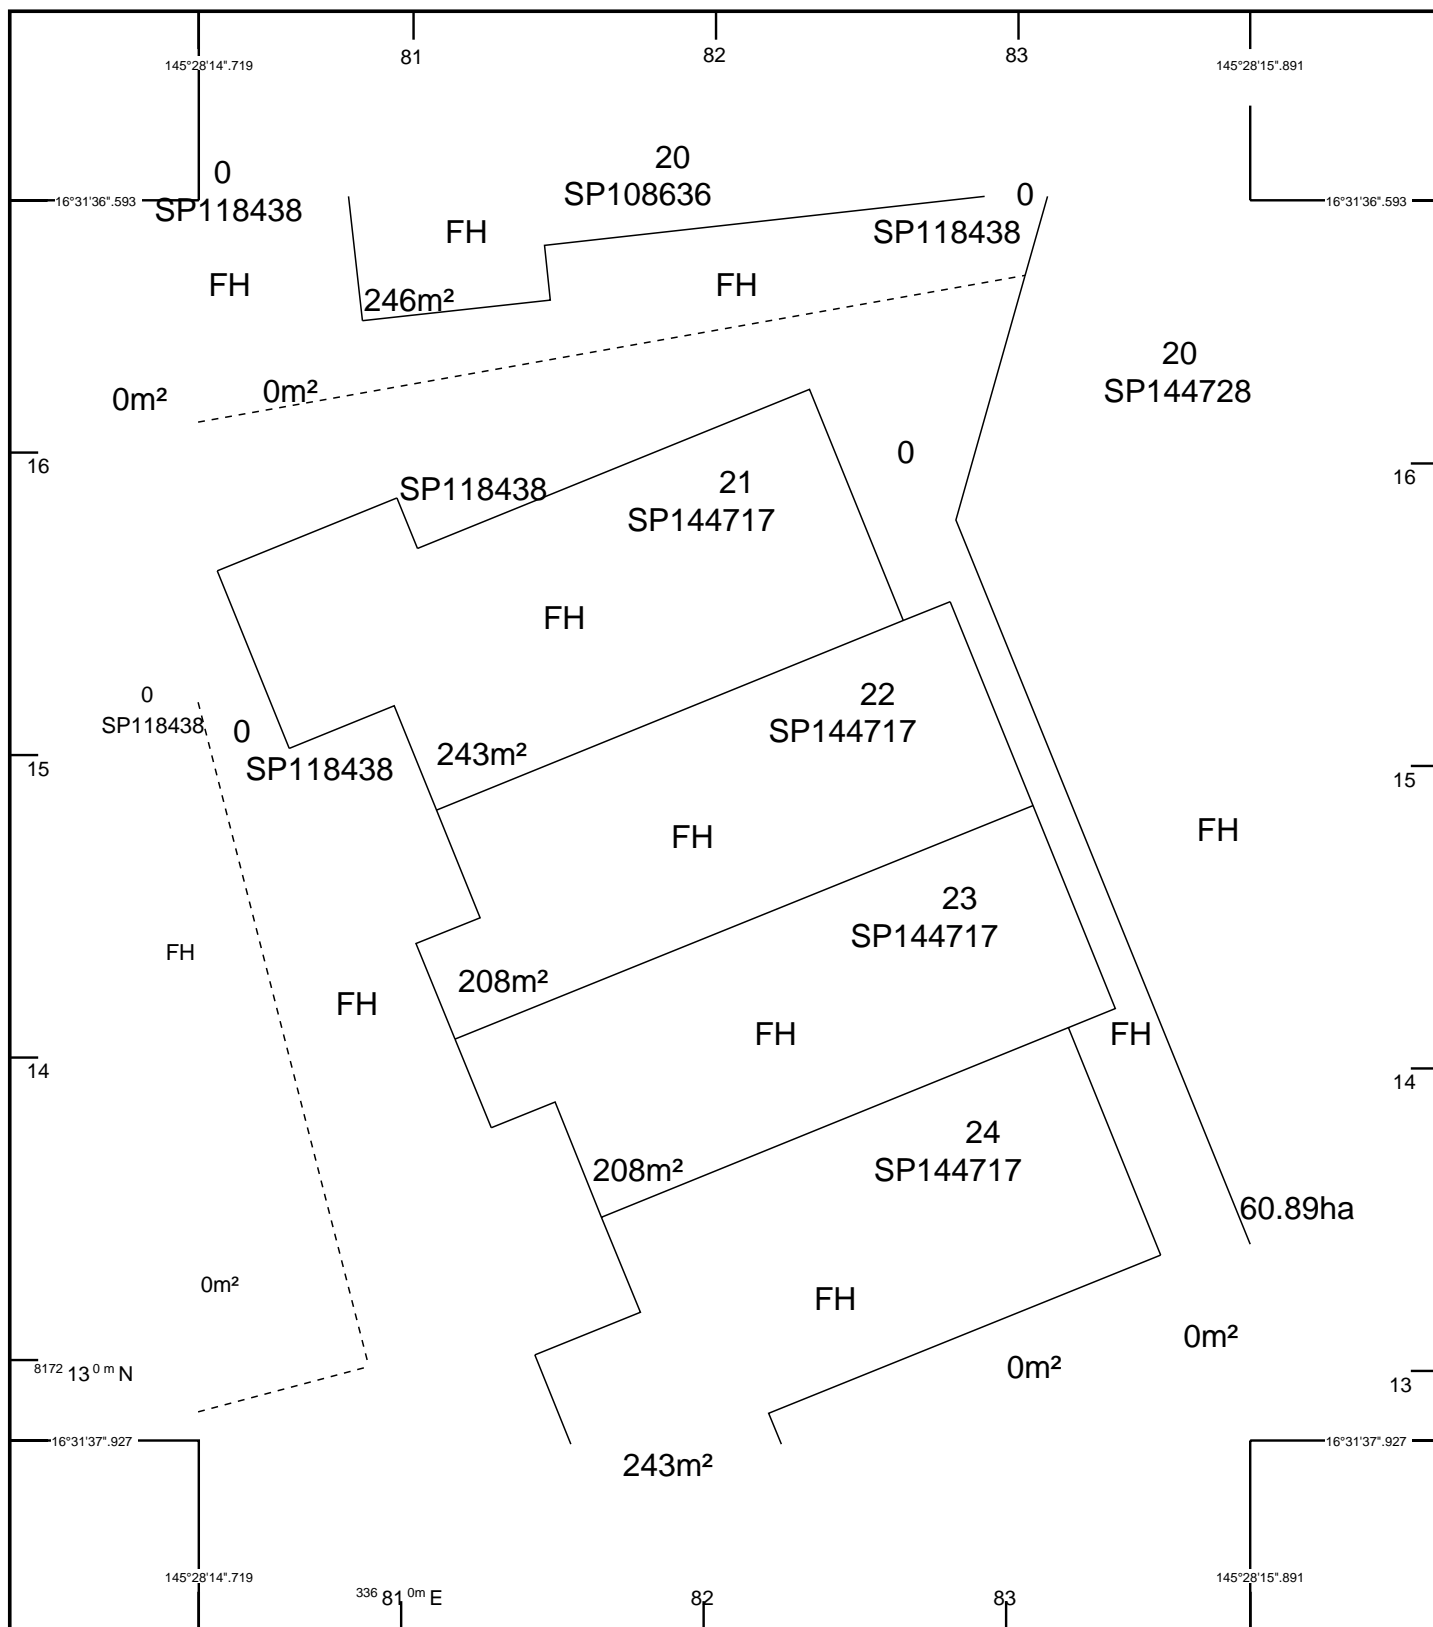 81
82
83
145°28'14".719
145°28'15".891
0
SP118438
20
SP108636
0
SP118438
16°31'36".593
16°31'36".593
FH
FH
FH
246m²
20
SP144728
0m²
0m²
0
16
16
SP118438
21
SP144717
FH
0
SP118438
0
SP118438
22
SP144717
243m²
15
15
FH
FH
23
SP144717
FH
208m²
FH
FH
FH
14
14
24
SP144717
208m²
60.89ha
0m²
FH
0m²
0m²
8172 13 0 m N
13
16°31'37".927
16°31'37".927
243m²
145°28'14".719
145°28'15".891
336 81 0m E
82
83